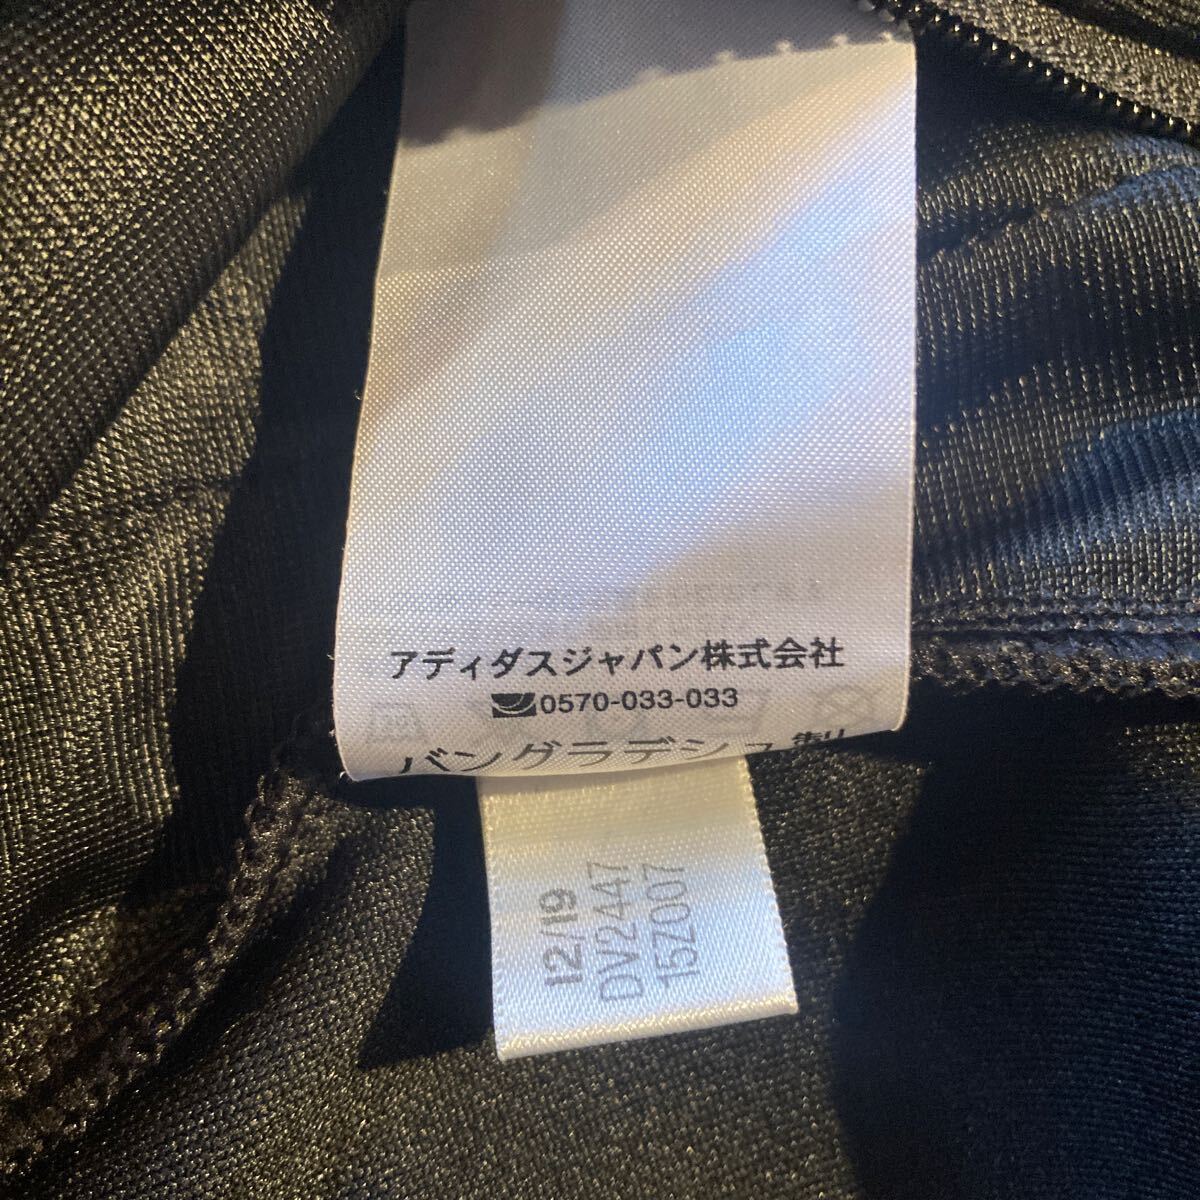 アディダスジャパン株式会社
0570-033-033
バングラデシュ製
12/19
DV2447
15Z007